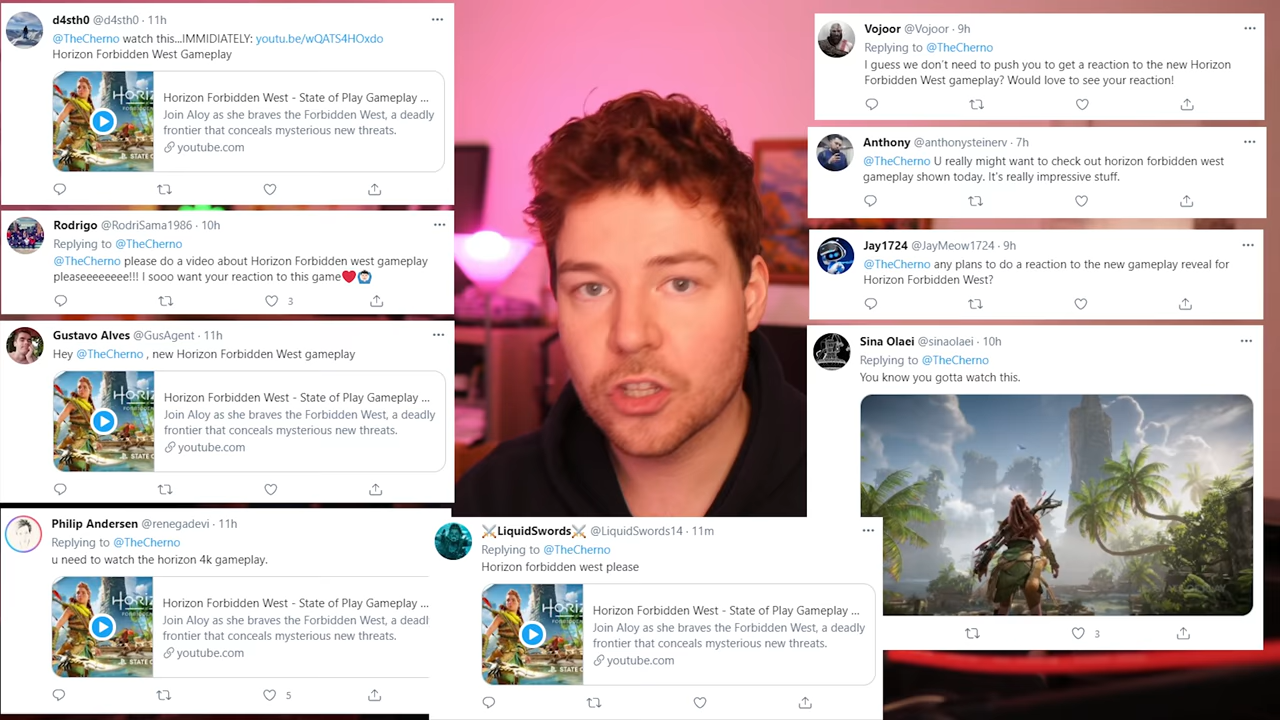 d4sth0 @d4sth0 · 11h
@TheCherno watch this...IMMIDIATELY: youtu.be/wQATS4HOxdo
Horizon Forbidden West Gameplay
Horizon Forbidden West - State of Play Gameplay ...
Join Aloy as she braves the Forbidden West, a deadly
frontier that conceals mysterious new threats.
youtube.com
Rodrigo @RodriSama1986 · 10h
Replying to @TheCherno
@TheCherno please do a video about Horizon Forbidden west gameplay
pleaseeeeeeee!!! I sooo want your reaction to this game
3
Gustavo Alves @GusAgent · 11h
Hey @TheCherno , new Horizon Forbidden West gameplay
Horizon Forbidden West - State of Play Gameplay ...
Join Aloy as she braves the Forbidden West, a deadly
frontier that conceals mysterious new threats.
youtube.com
Philip Andersen @renegadevi · 11h
Replying to @TheCherno
u need to watch the horizon 4k gameplay.
Horizon Forbidden West - State of Play Gameplay ...
Join Aloy as she braves the Forbidden West, a deadl
frontier that conceals mysterious new threats.
youtube.com
5
⚔LiquidSwords⚔ @LiquidSwords14 · 11m
Replying to @TheCherno
Horizon forbidden west please
Horizon Forbidden West - State of Play Gameplay ...
Join Aloy as she braves the Forbidden West, a deadly
frontier that conceals mysterious new threats.
youtube.com
Vojoor @Vojoor · 9h
Replying to @TheCherno
I guess we don't need to push you to get a reaction to the new Horizon
Forbidden West gameplay? Would love to see your reaction!
Anthony @anthonysteinerv · 7h
@TheCherno U really might want to check out horizon forbidden west
gameplay shown today. It's really impressive stuff.
Jay1724 @JayMeow1724 · 9h
@TheCherno any plans to do a reaction to the new gameplay reveal for
Horizon Forbidden West?
Sina Olaei @sinaolaei · 10h
Replying to @TheCherno
You know you gotta watch this.
3